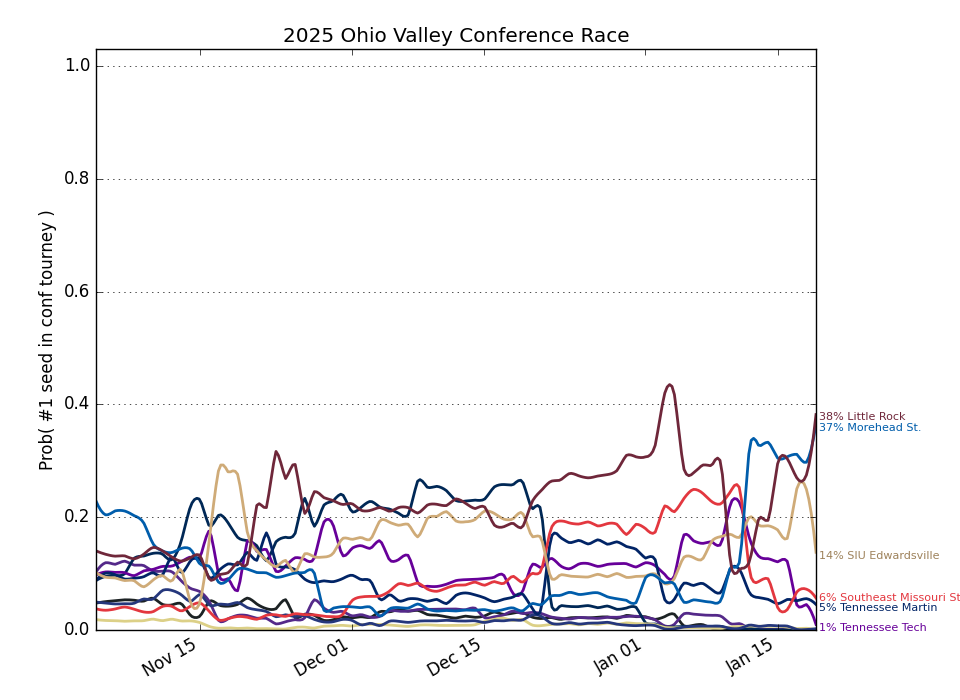 2025 Ohio Valley Conference Race
Prob( #1 seed in conf tourney )
1.0
0.8
0.6
0.4
0.2
0.0
Nov 15
Dec 01
Dec 15
Jan 01
Jan 15
38% Little Rock
37% Morehead St.
14% SIU Edwardsville
6% Southeast Missouri St
5% Tennessee Martin
1% Tennessee Tech